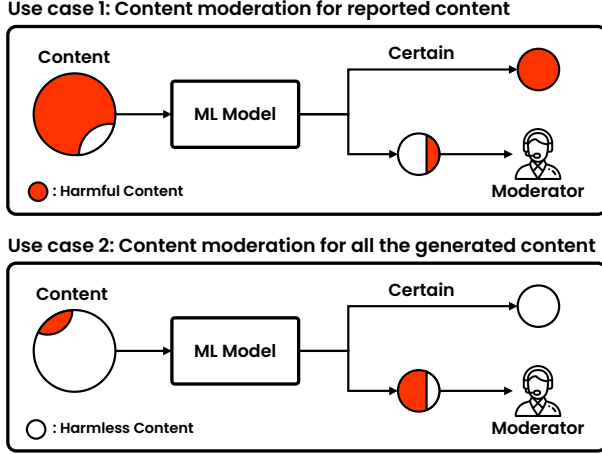 Use case 1: Content moderation for reported content
Content
Certain
ML Model
: Harmful Content
Moderator
Use case 2: Content moderation for all the generated content
Content
Certain
ML Model
: Harmless Content
Moderator